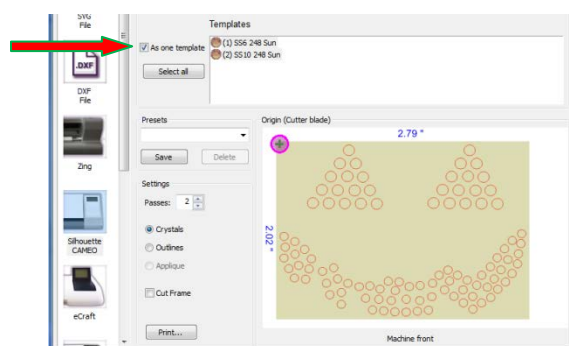 SVG
File
.DXF
DXF
File
Zing
Silhouette
CAMEO
eCraft
Templates
As one template
(1) SS6 248 Sun
(2) SS10 248 Sun
Select all
Presets
Save
Delete
Settings
Passes: 2
Crystals
Outlines
Applique
Cut Frame
Print...
Origin (Cutter blade)
2.79 "
2.02 "
Machine front